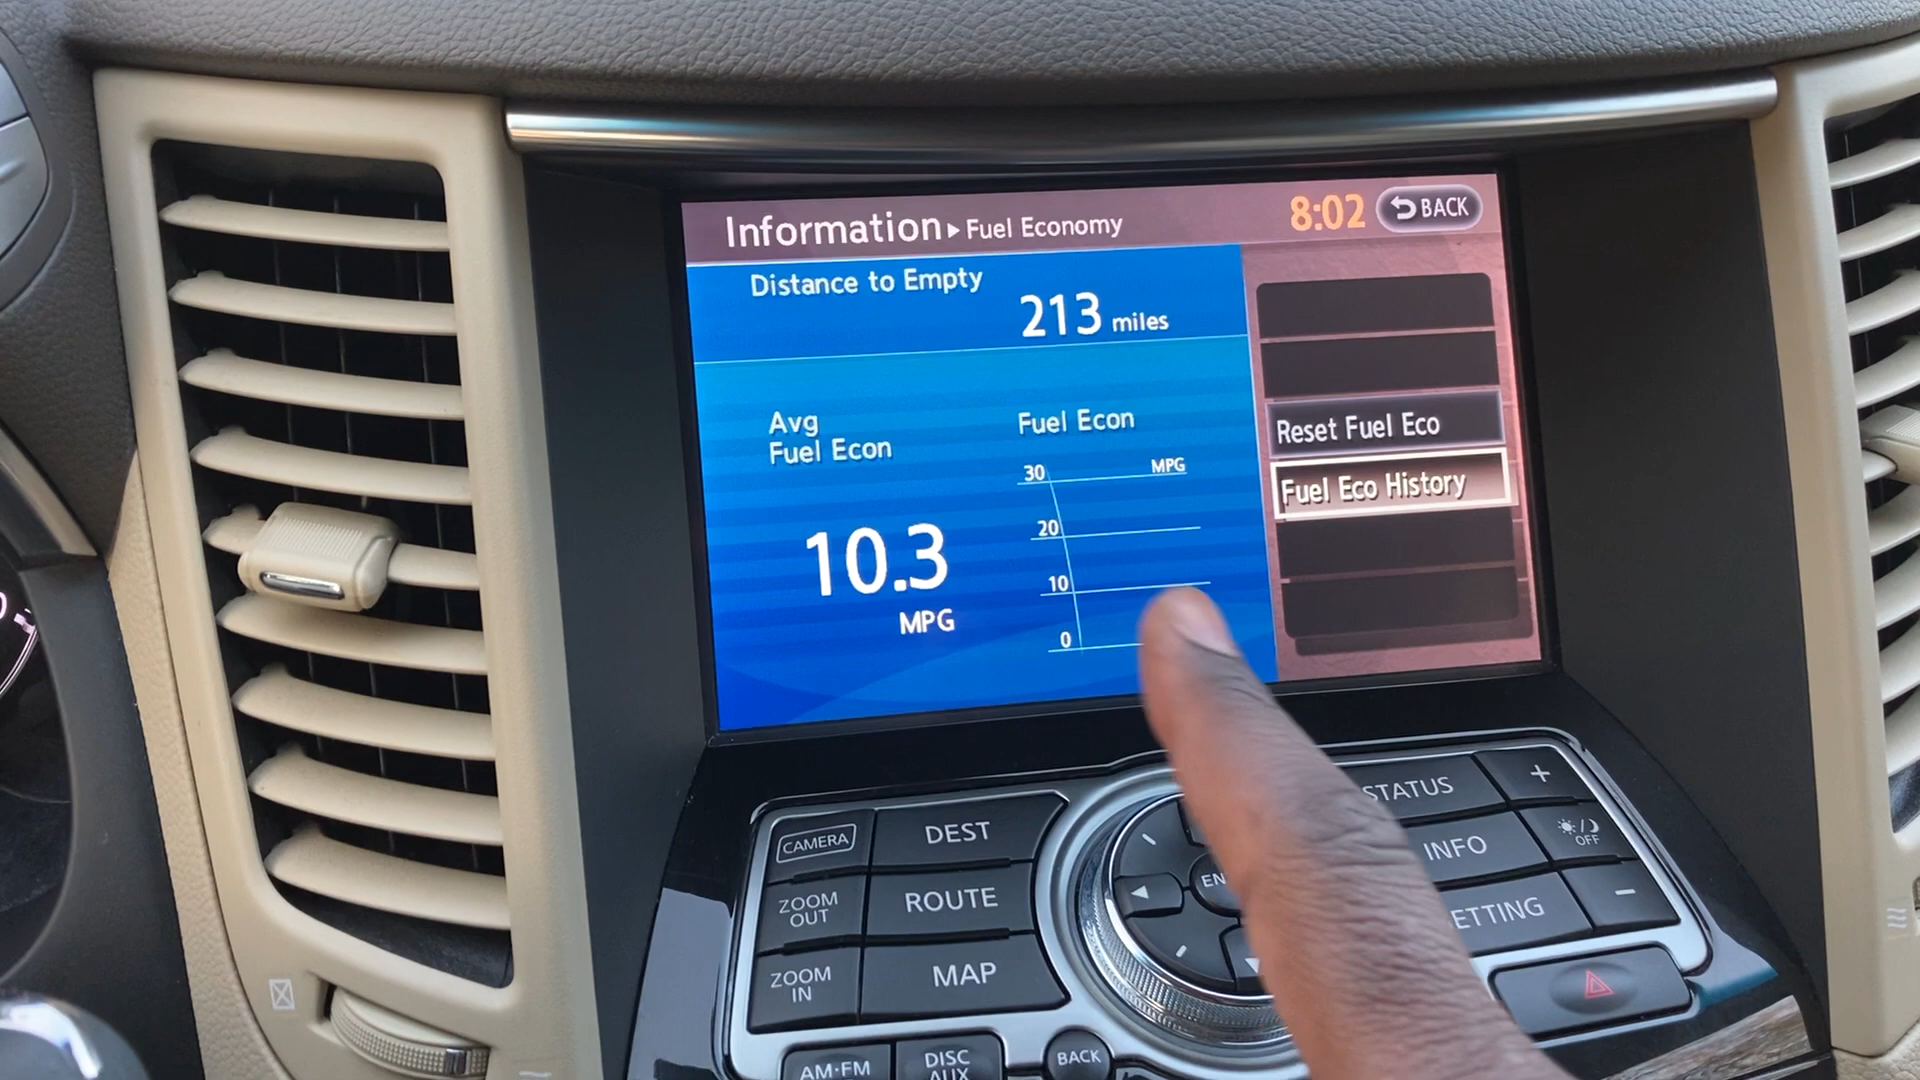 Information ▸ Fuel Economy
8:02
BACK
Distance to Empty
213 miles
Avg
Fuel Econ
10.3
MPG
Fuel Econ
30
MPG
20
10
0
Reset Fuel Eco
Fuel Eco History
CAMERA
DEST
ZOOM
OUT
ROUTE
ZOOM
IN
MAP
EN
STATUS
+
INFO
OFF
ETTING
−
AM·FM
DISC
AUX
BACK